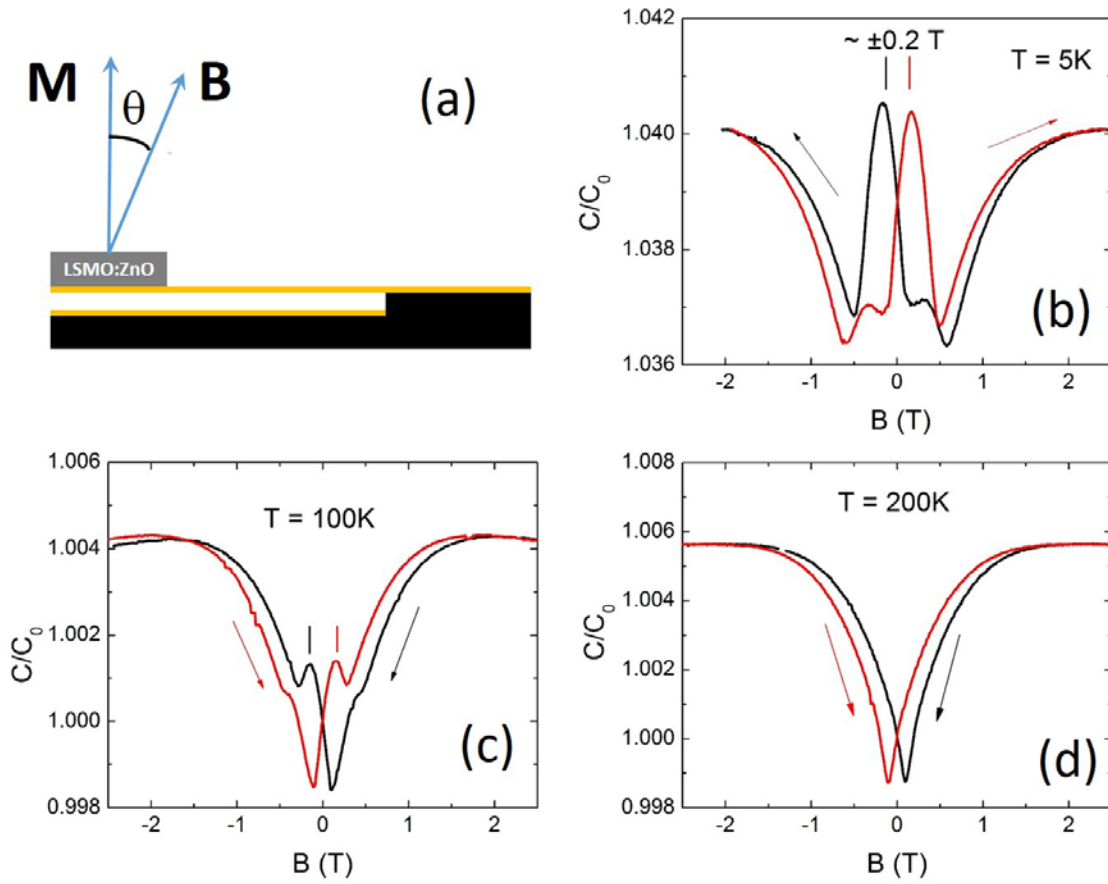 M
B
θ
(a)
LSMO:ZnO
1.042
1.040
1.038
1.036
C/C0
~ ±0.2 T
T = 5K
(b)
-2 -1 0 1 2
B (T)
1.006
1.004
1.002
1.000
0.998
C/C0
T = 100K
(c)
-2 -1 0 1 2
B (T)
1.008
1.006
1.004
1.002
1.000
0.998
C/C0
T = 200K
(d)
-2 -1 0 1 2
B (T)